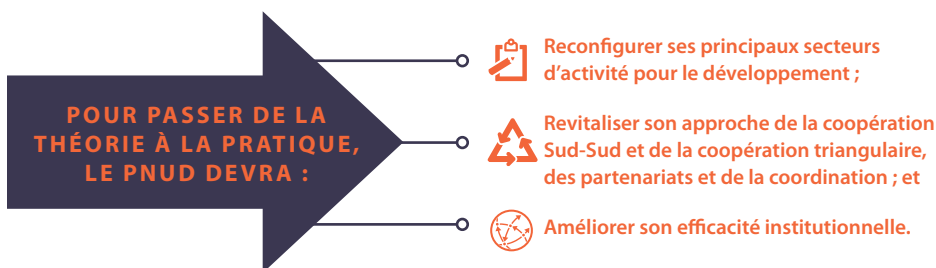 POUR PASSER DE LA
THÉORIE À LA PRATIQUE,
LE PNUD DEVRA :
Reconfigurer ses principaux secteurs
d’activité pour le développement ;
Revitaliser son approche de la coopération
Sud-Sud et de la coopération triangulaire,
des partenariats et de la coordination ; et
Améliorer son efficacité institutionnelle.